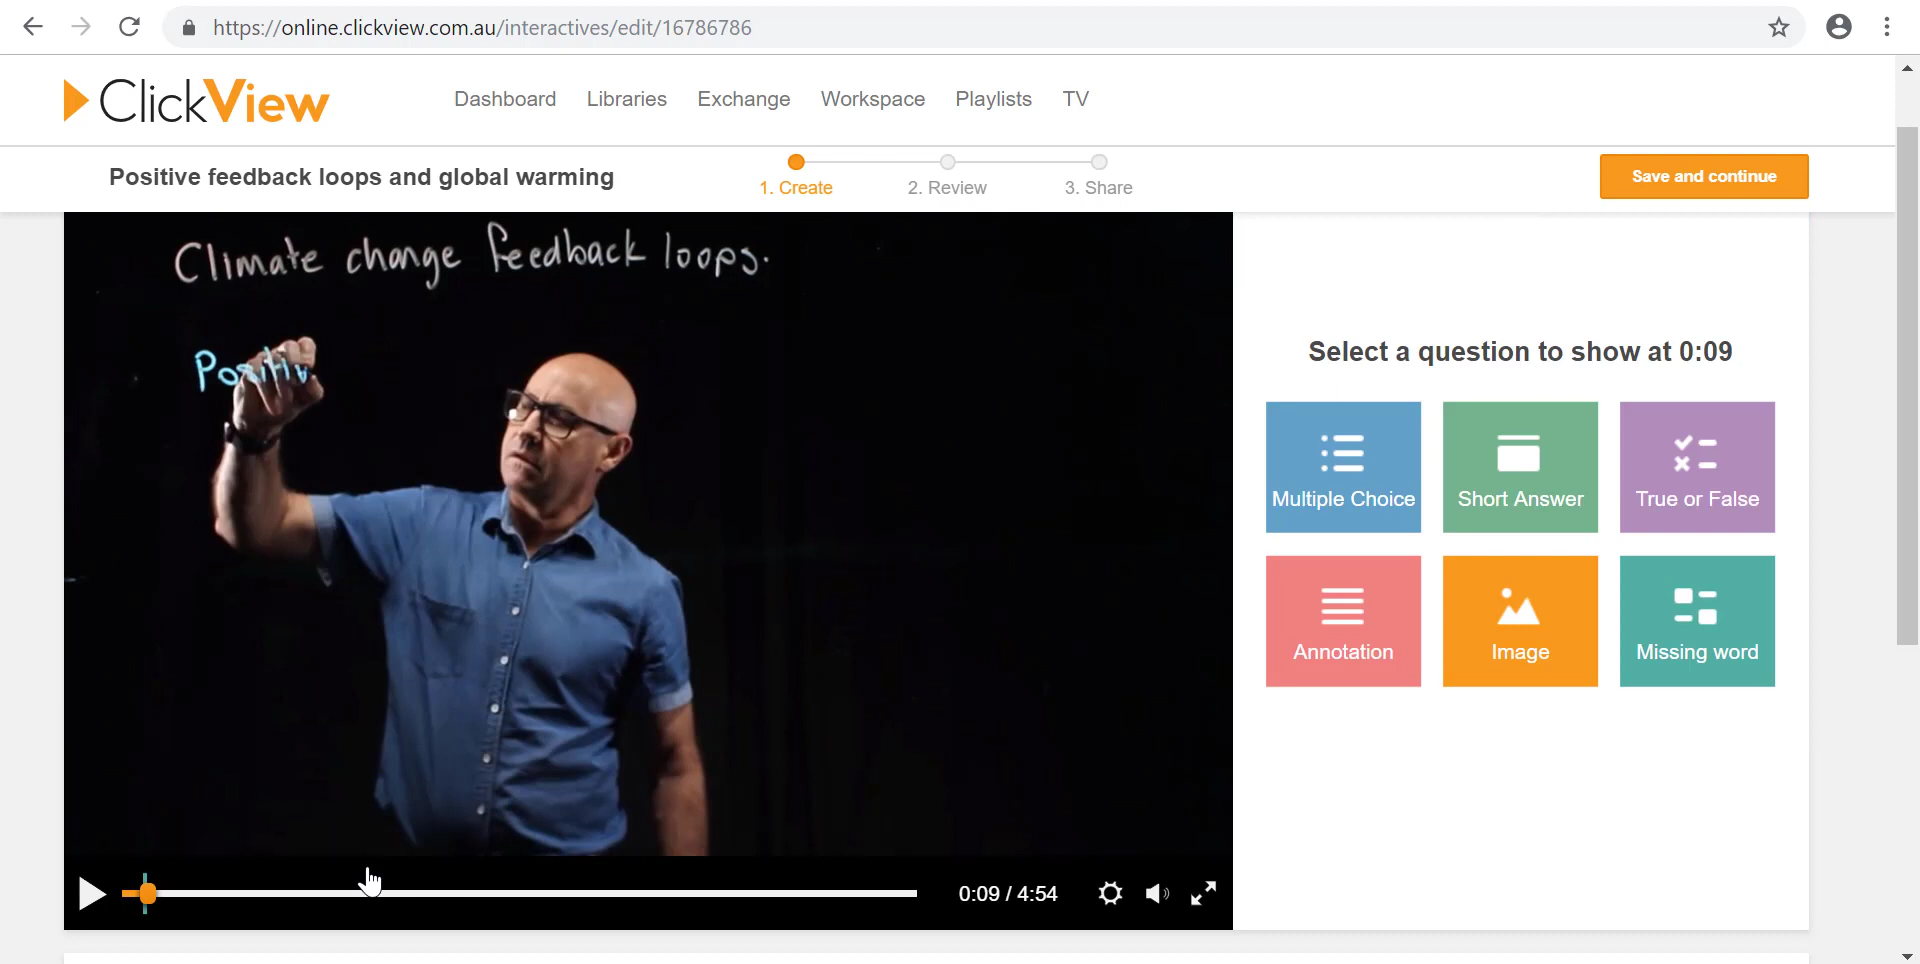 https://online.clickview.com.au/interactives/edit/16786786
ClickView
Dashboard Libraries Exchange Workspace Playlists TV
Positive feedback loops and global warming
1. Create 2. Review 3. Share
Save and continue
Climate change feedback loops.
Positiv
Select a question to show at 0:09
Multiple Choice Short Answer True or False
Annotation Image Missing word
0:09 / 4:54